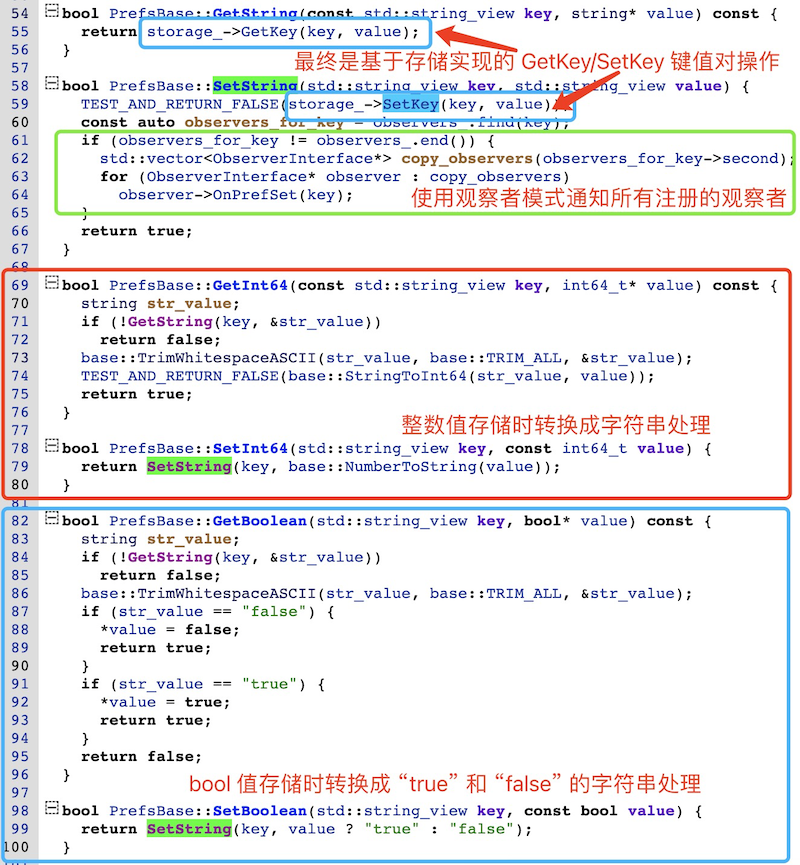 54 bool PrefsBase::GetString(const std::string_view key, string* value) const {
55 return storage_->GetKey(key, value);
56 }
最终是基于存储实现的 GetKey/SetKey 键值对操作
57
58 bool PrefsBase::SetString(std::string_view key, std::string_view value) {
59 TEST_AND_RETURN_FALSE(storage_->SetKey(key, value));
60 const auto observers_for_key = observers_.find(key);
61 if (observers_for_key != observers_.end()) {
62 std::vector<ObserverInterface*> copy_observers(observers_for_key->second);
63 for (ObserverInterface* observer : copy_observers)
64 observer->OnPrefSet(key);
使用观察者模式通知所有注册的观察者
65 }
66 return true;
67 }
68
69 bool PrefsBase::GetInt64(const std::string_view key, int64_t* value) const {
70 string str_value;
71 if (!GetString(key, &str_value))
72 return false;
73 base::TrimWhitespaceASCII(str_value, base::TRIM_ALL, &str_value);
74 TEST_AND_RETURN_FALSE(base::StringToInt64(str_value, value));
75 return true;
76 }
整数值存储时转换成字符串处理
77
78 bool PrefsBase::SetInt64(std::string_view key, const int64_t value) {
79 return SetString(key, base::NumberToString(value));
80 }
81
82 bool PrefsBase::GetBoolean(std::string_view key, bool* value) const {
83 string str_value;
84 if (!GetString(key, &str_value))
85 return false;
86 base::TrimWhitespaceASCII(str_value, base::TRIM_ALL, &str_value);
87 if (str_value == "false") {
88 *value = false;
89 return true;
90 }
91 if (str_value == "true") {
92 *value = true;
93 return true;
94 }
95 return false;
96 }
bool 值存储时转换成 “true” 和 “false” 的字符串处理
97
98 bool PrefsBase::SetBoolean(std::string_view key, const bool value) {
99 return SetString(key, value ? "true" : "false");
100 }